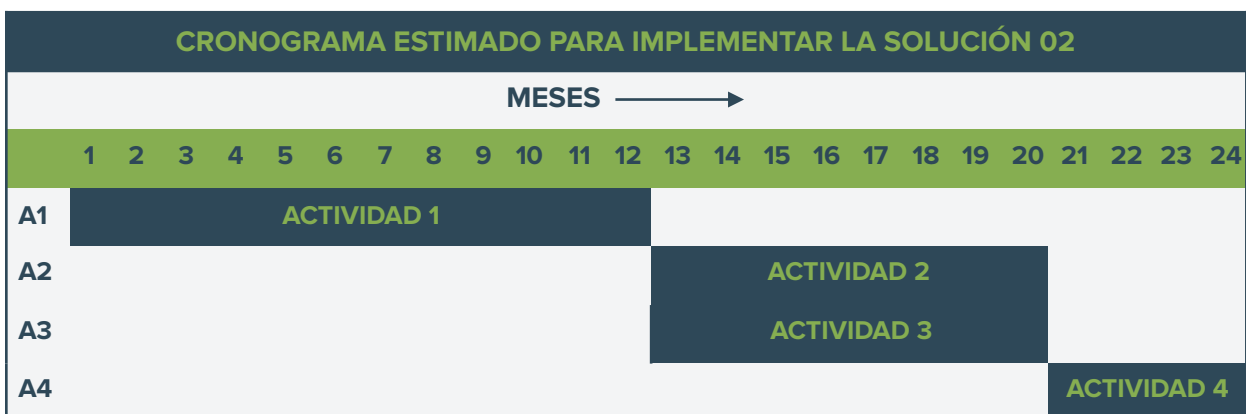 CRONOGRAMA ESTIMADO PARA IMPLEMENTAR LA SOLUCIÓN 02
MESES
1 2 3 4 5 6 7 8 9 10 11 12 13 14 15 16 17 18 19 20 21 22 23 24
A1 ACTIVIDAD 1
A2 ACTIVIDAD 2
A3 ACTIVIDAD 3
A4 ACTIVIDAD 4